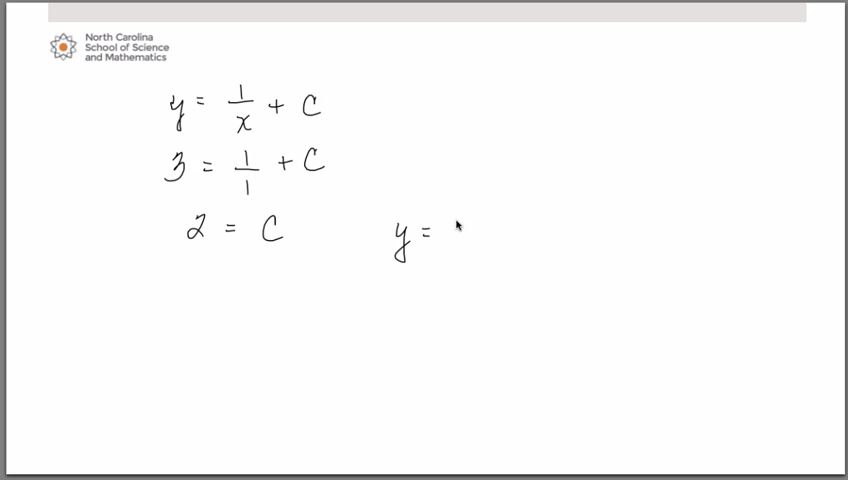 North Carolina
School of Science
and Mathematics
y = 1/x + C
3 = 1/1 + C
2 = C y =